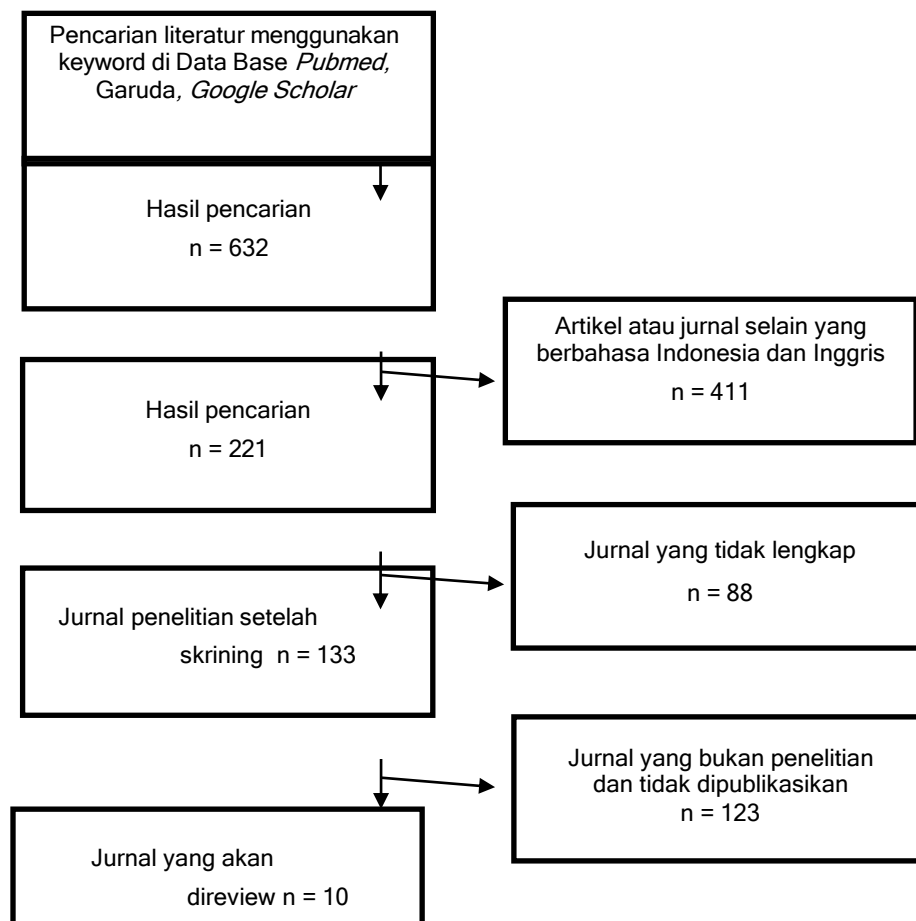 Pencarian literatur menggunakan
keyword di Data Base Pubmed,
Garuda, Google Scholar
Hasil pencarian
n = 632
Artikel atau jurnal selain yang
berbahasa Indonesia dan Inggris
n = 411
Hasil pencarian
n = 221
Jurnal yang tidak lengkap
n = 88
Jurnal penelitian setelah
skrining n = 133
Jurnal yang bukan penelitian
dan tidak dipublikasikan
n = 123
Jurnal yang akan
direview n = 10